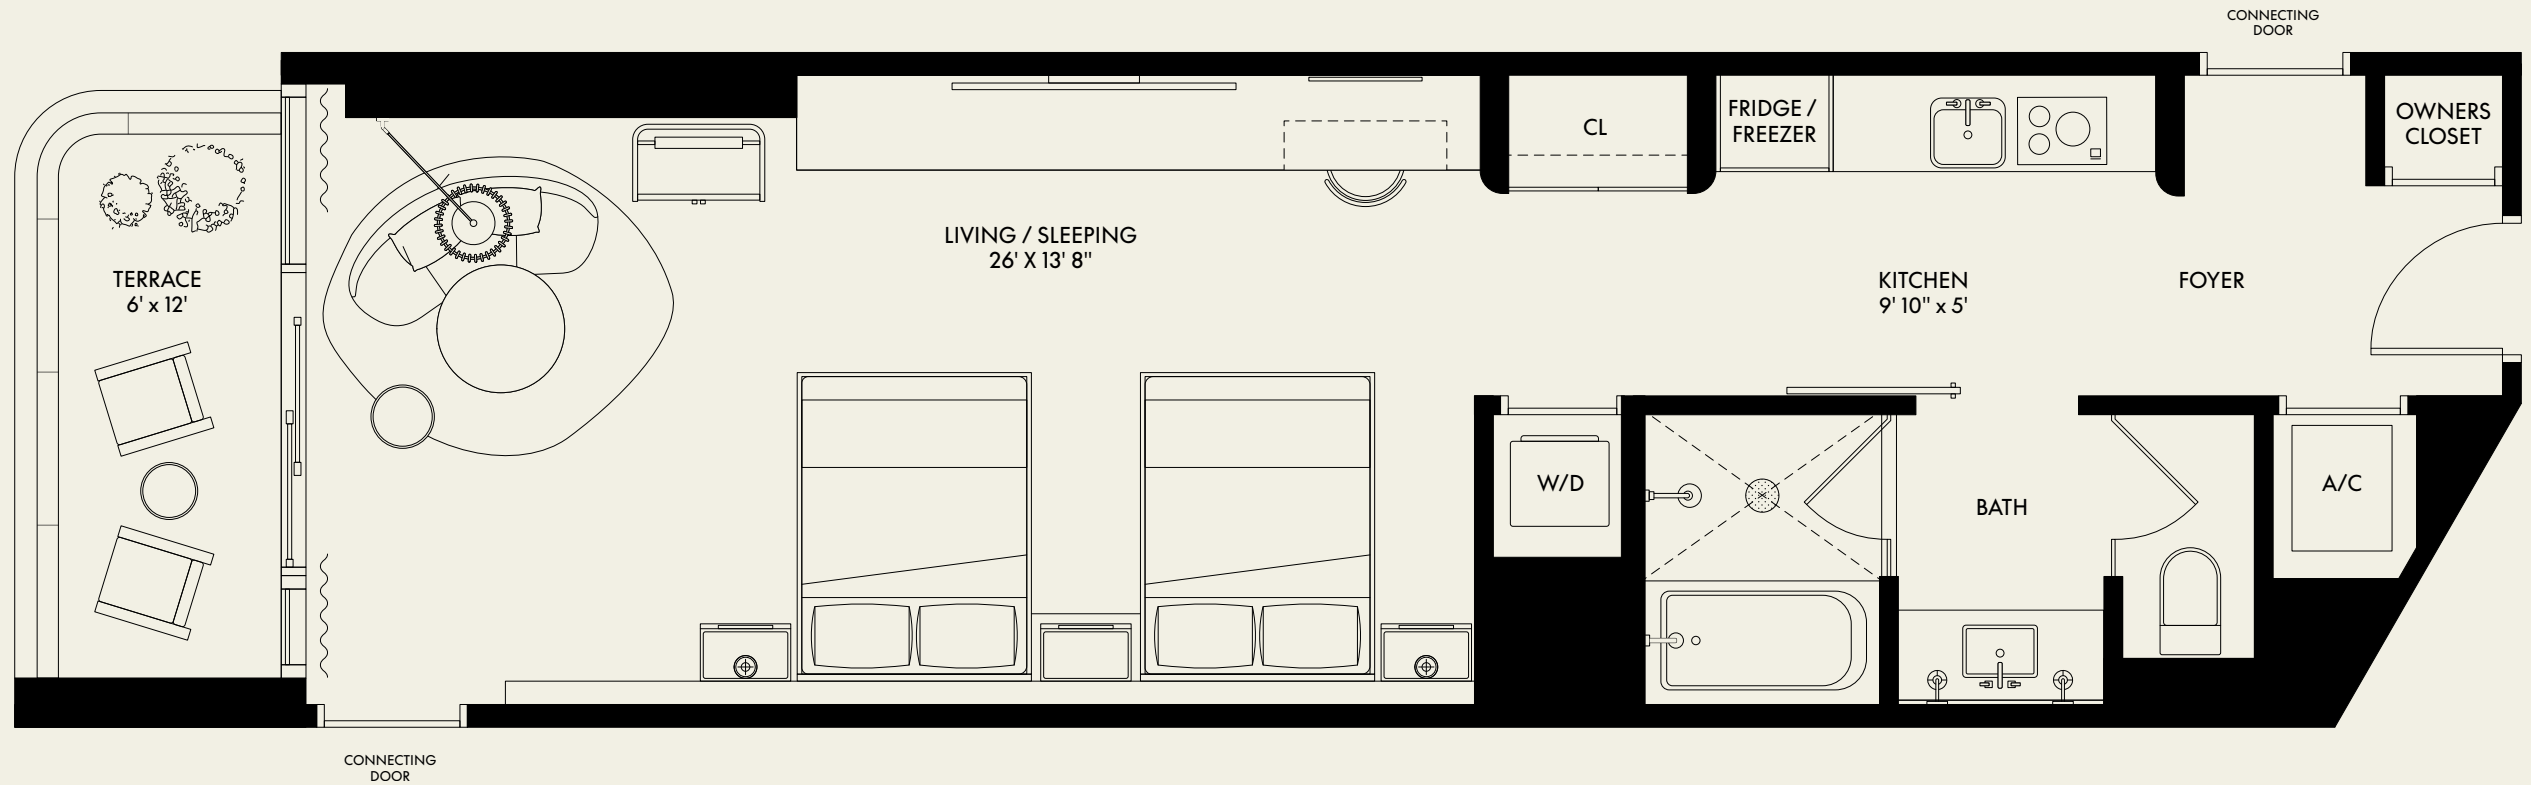 CONNECTING
DOOR
FRIDGE /
FREEZER
CL
OWNERS
CLOSET
LIVING / SLEEPING
26' X 13' 8"
TERRACE
6' x 12'
KITCHEN
9' 10" x 5'
FOYER
W/D
BATH
A/C
CONNECTING
DOOR